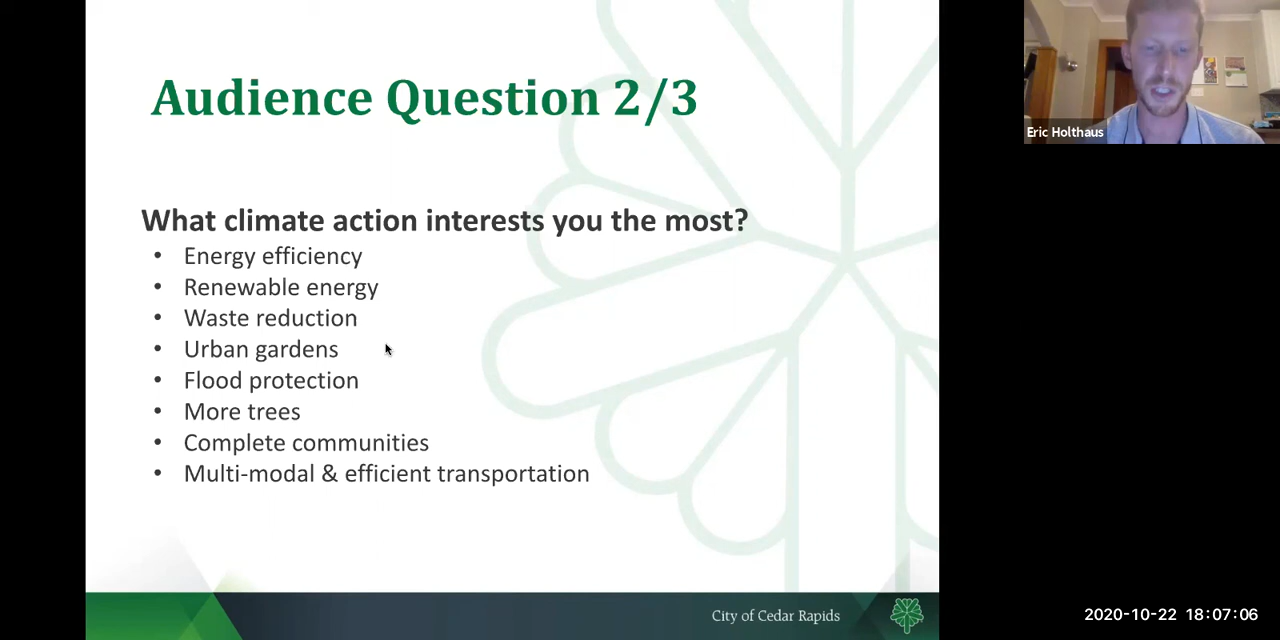 Audience Question 2/3
What climate action interests you the most?
• Energy efficiency
• Renewable energy
• Waste reduction
• Urban gardens
• Flood protection
• More trees
• Complete communities
• Multi-modal & efficient transportation
City of Cedar Rapids
Eric Holthaus
2020-10-22 18:07:06